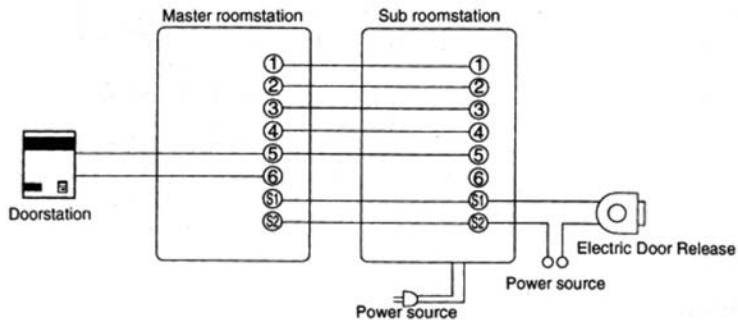 Master roomstation
Sub roomstation
1 1
2 2
3 3
4 4
5 5
6 6
S1 S1
S2 S2
Doorstation
Electric Door Release
Power source
Power source